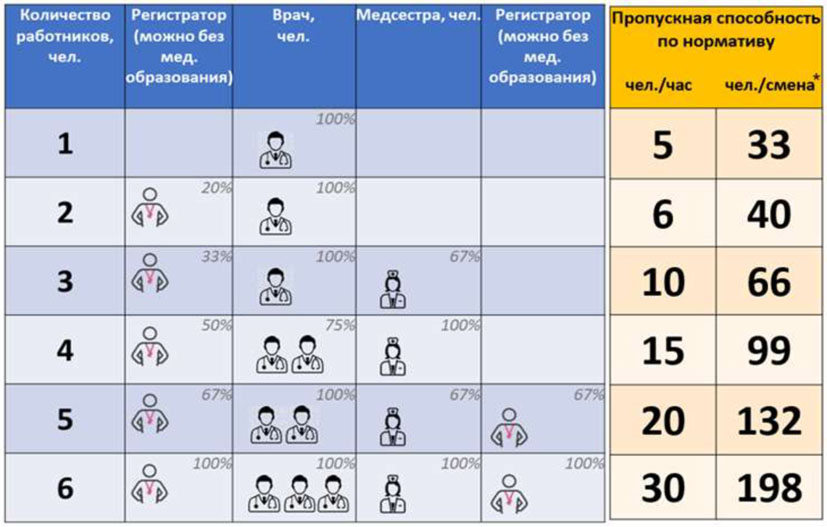 Количество работников, чел.
Регистратор (можно без мед. образования)
Врач, чел.
Медсестра, чел.
Регистратор (можно без мед. образования)
Пропускная способность по нормативу
чел./час чел./смена*
100%
1 5 33
20% 100%
2 6 40
33% 100% 67%
3 10 66
50% 75% 100%
4 15 99
67% 100% 67% 67%
5 20 132
100% 100% 100% 100%
6 30 198